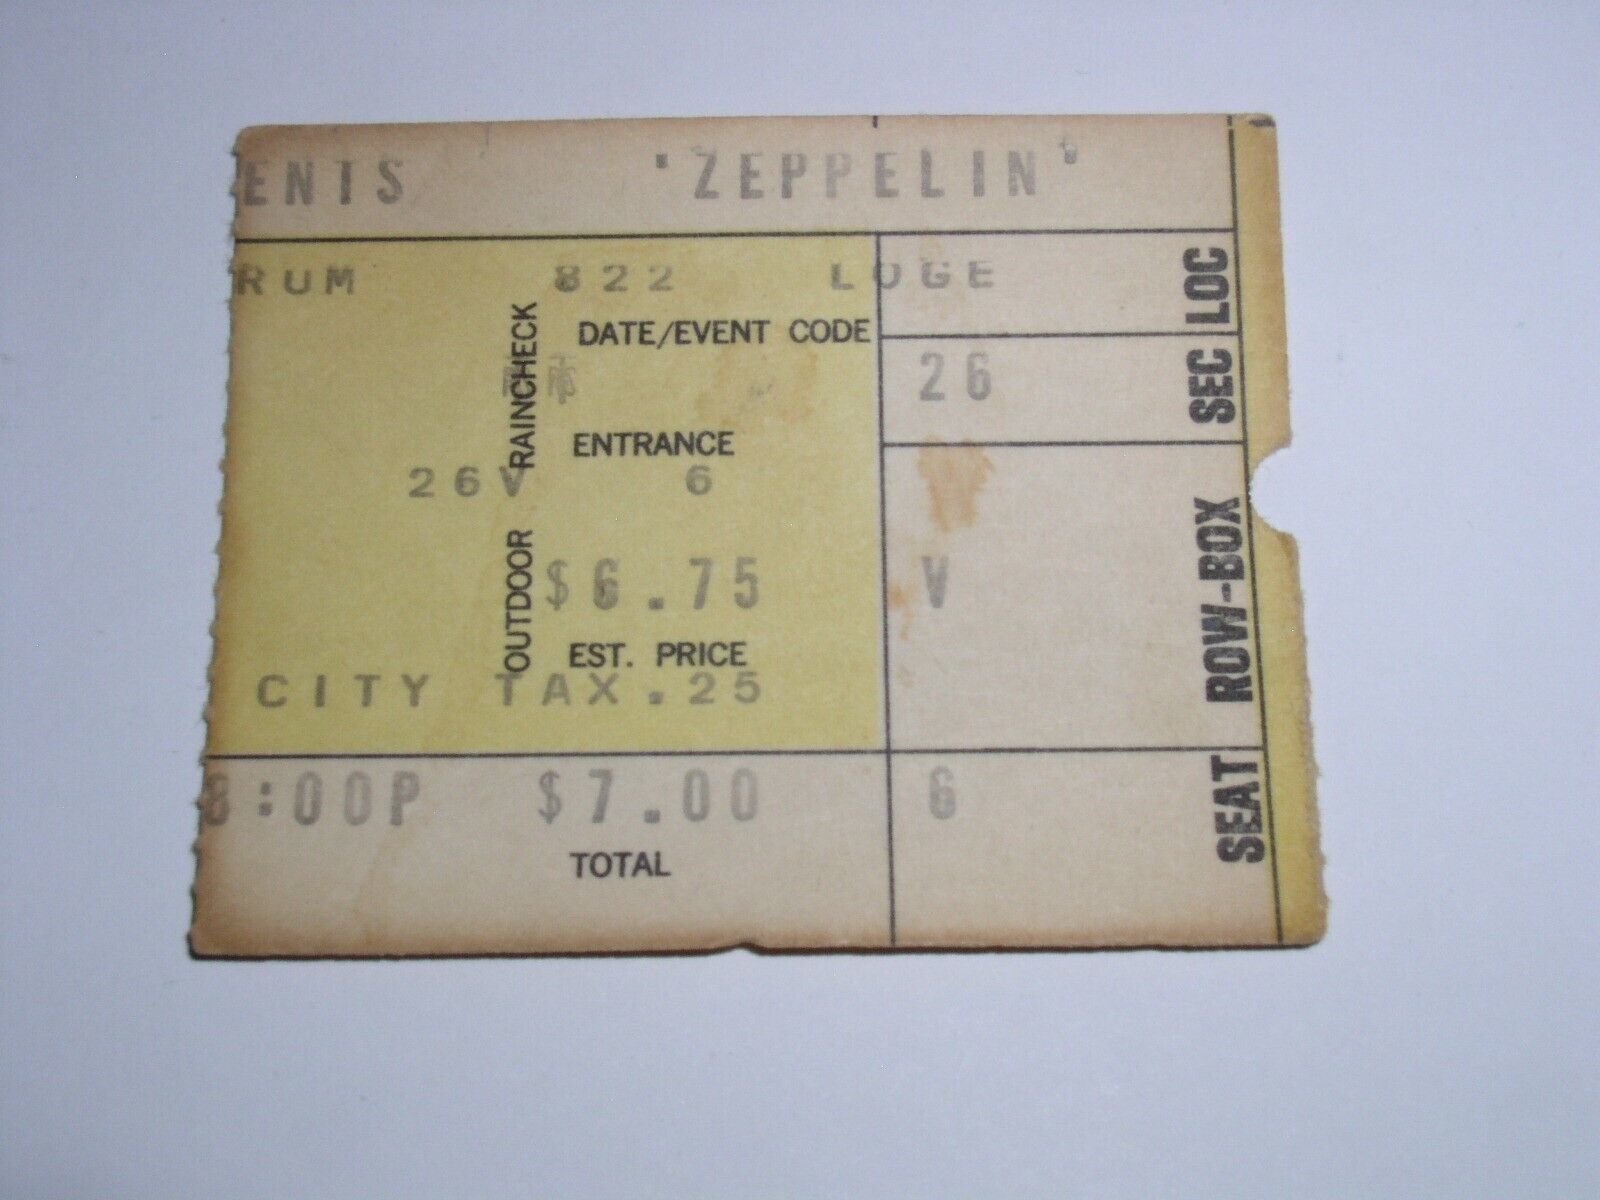 ENTS 'ZEPPELIN'
RUM 822 LOGE
DATE/EVENT CODE
OUTDOOR RAINCHECK
26
ENTRANCE
26V 6
$6.75 V
EST. PRICE
CITY TAX .25
8:00P $7.00 6
TOTAL
LOC
SEC
ROW-BOX
SEAT